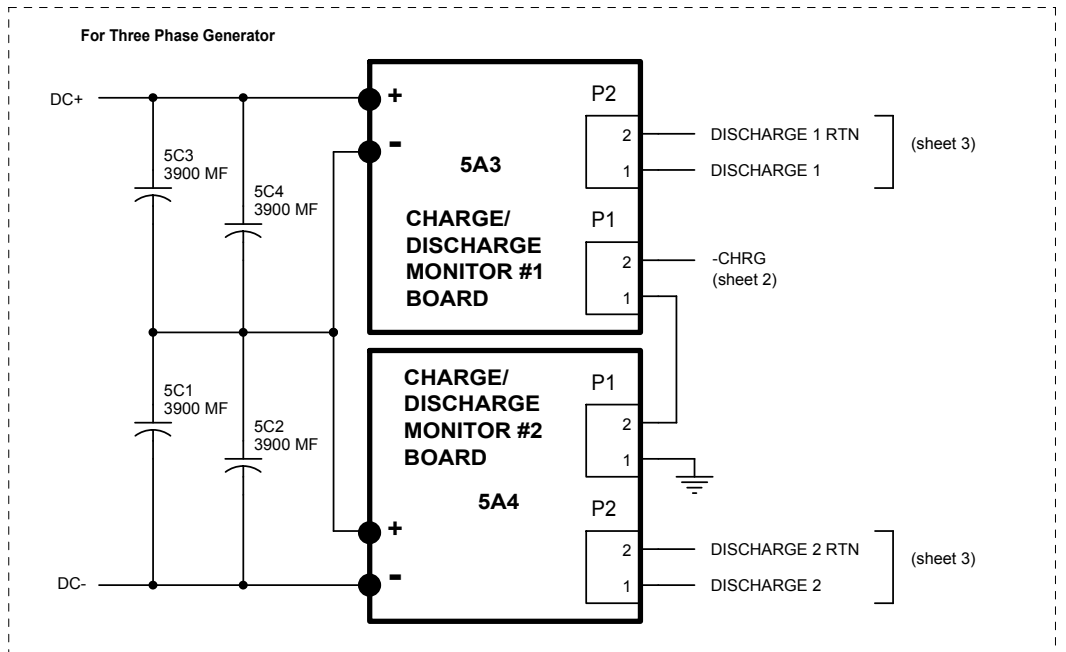 For Three Phase Generator
DC+
5C3
3900 MF
5C4
3900 MF
+
-
5A3
CHARGE/
DISCHARGE
MONITOR #1
BOARD
P2
2
1
DISCHARGE 1 RTN
DISCHARGE 1
(sheet 3)
P1
2
1
-CHRG
(sheet 2)
5C1
3900 MF
5C2
3900 MF
DC-
CHARGE/
DISCHARGE
MONITOR #2
BOARD
5A4
+
-
P1
2
1
P2
2
1
DISCHARGE 2 RTN
DISCHARGE 2
(sheet 3)